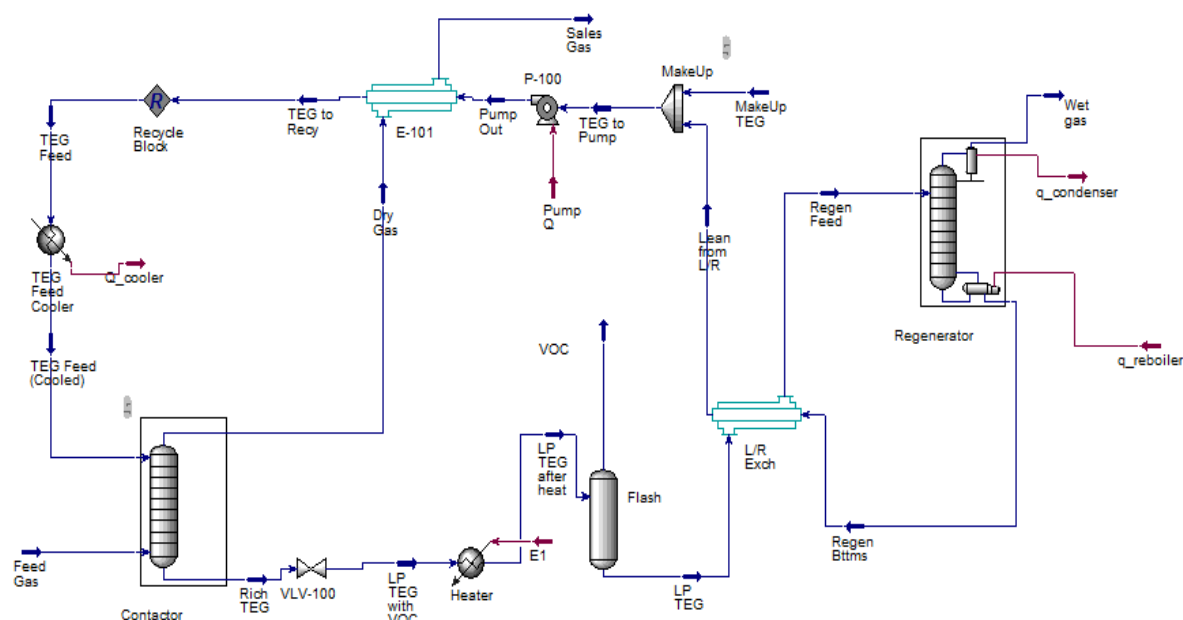 Sales
Gas
P-100
MakeUp
MakeUp
TEG
Wet
gas
TEG to
Recy
E-101
Pump
Out
TEG to
Pump
R
Recycle
Block
TEG
Feed
q_condenser
Regen
Feed
Dry
Gas
Pump
Q
Lean
from
L/R
Q_cooler
TEG
Feed
Cooler
Regenerator
VOC
q_reboiler
TEG Feed
(Cooled)
LP
TEG
after
heat
L/R
Exch
Flash
Feed
Gas
E1
Regen
Bttms
Rich
TEG
VLV-100
LP
TEG
with
VOC
Heater
LP
TEG
Contactor